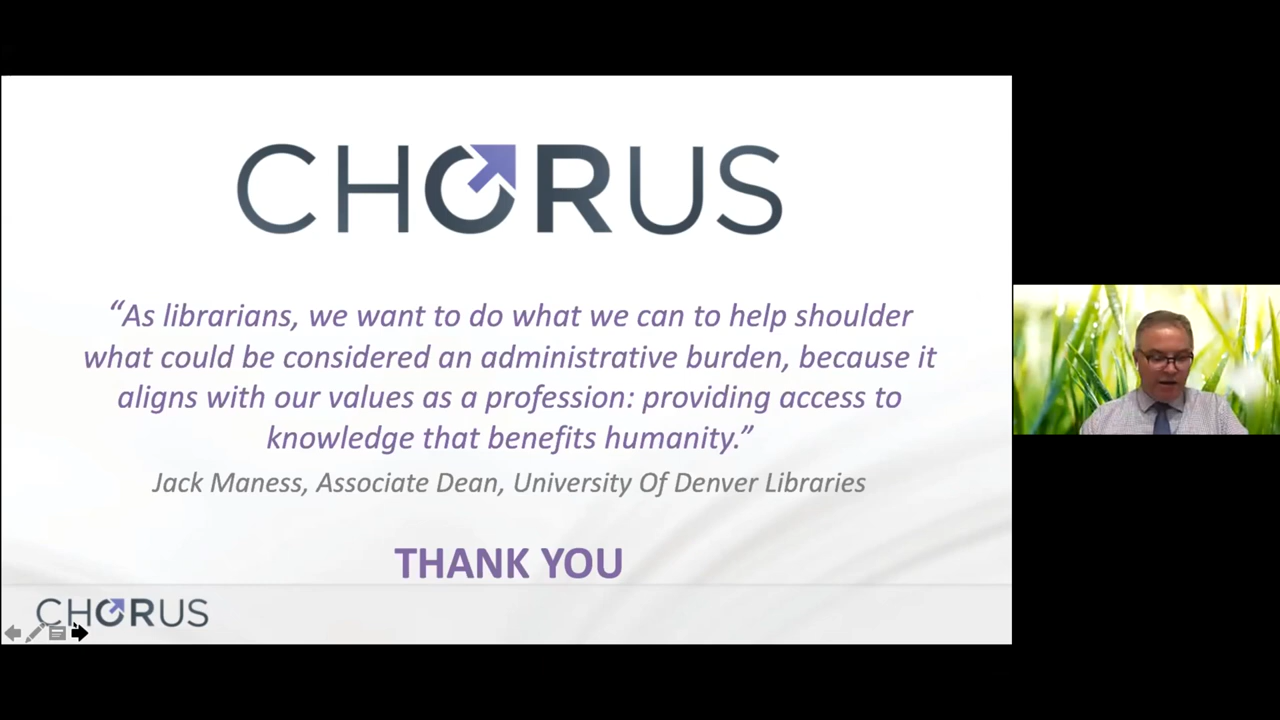 CHORUS
“As librarians, we want to do what we can to help shoulder
what could be considered an administrative burden, because it
aligns with our values as a profession: providing access to
knowledge that benefits humanity.”
Jack Maness, Associate Dean, University Of Denver Libraries
THANK YOU
CHORUS